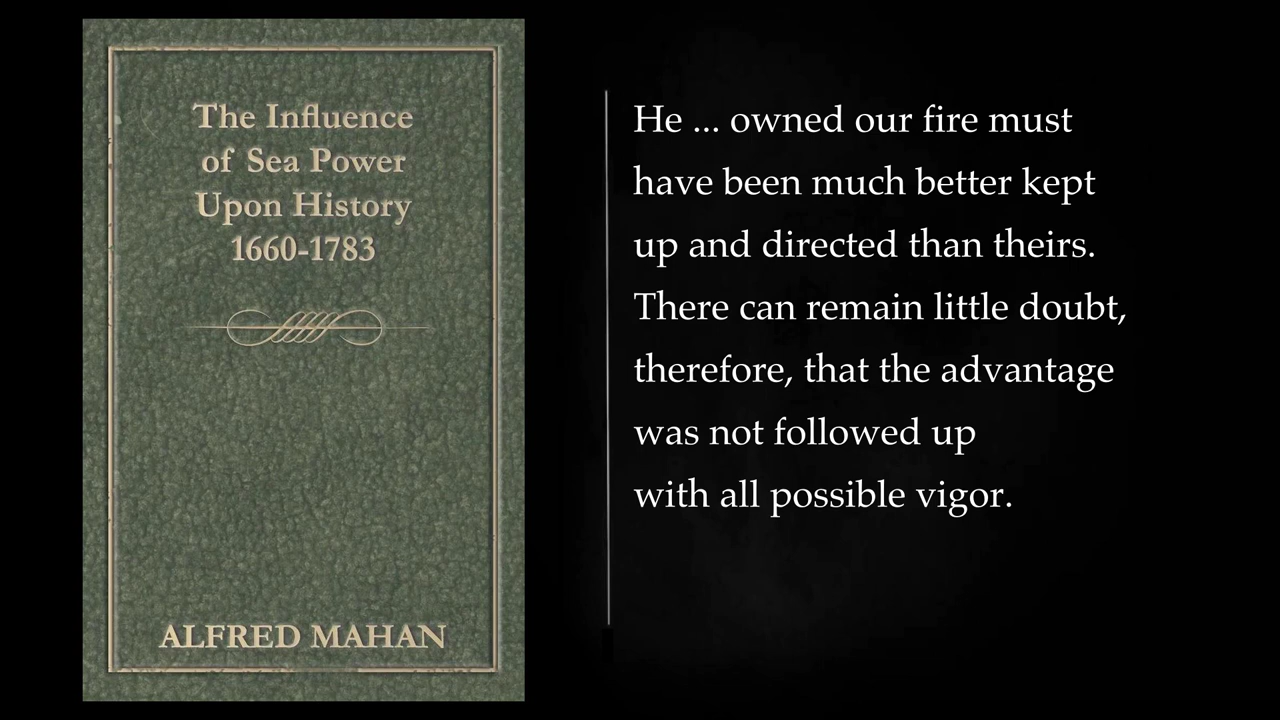 The Influence
of Sea Power
Upon History
1660-1783
ALFRED MAHAN
He ... owned our fire must
have been much better kept
up and directed than theirs.
There can remain little doubt,
therefore, that the advantage
was not followed up
with all possible vigor.